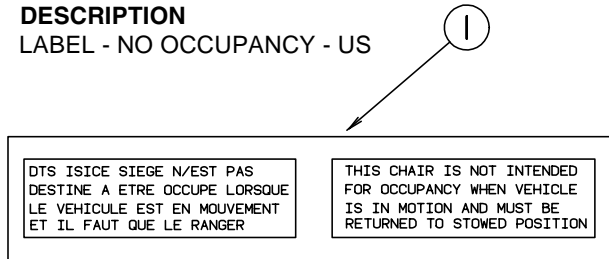 DESCRIPTION
LABEL - NO OCCUPANCY - US
1
DTS ISICE SIEGE N/EST PAS
DESTINE A ETRE OCCUPE LORSQUE
LE VEHICULE EST EN MOUVEMENT
ET IL FAUT QUE LE RANGER
THIS CHAIR IS NOT INTENDED
FOR OCCUPANCY WHEN VEHICLE
IS IN MOTION AND MUST BE
RETURNED TO STOWED POSITION